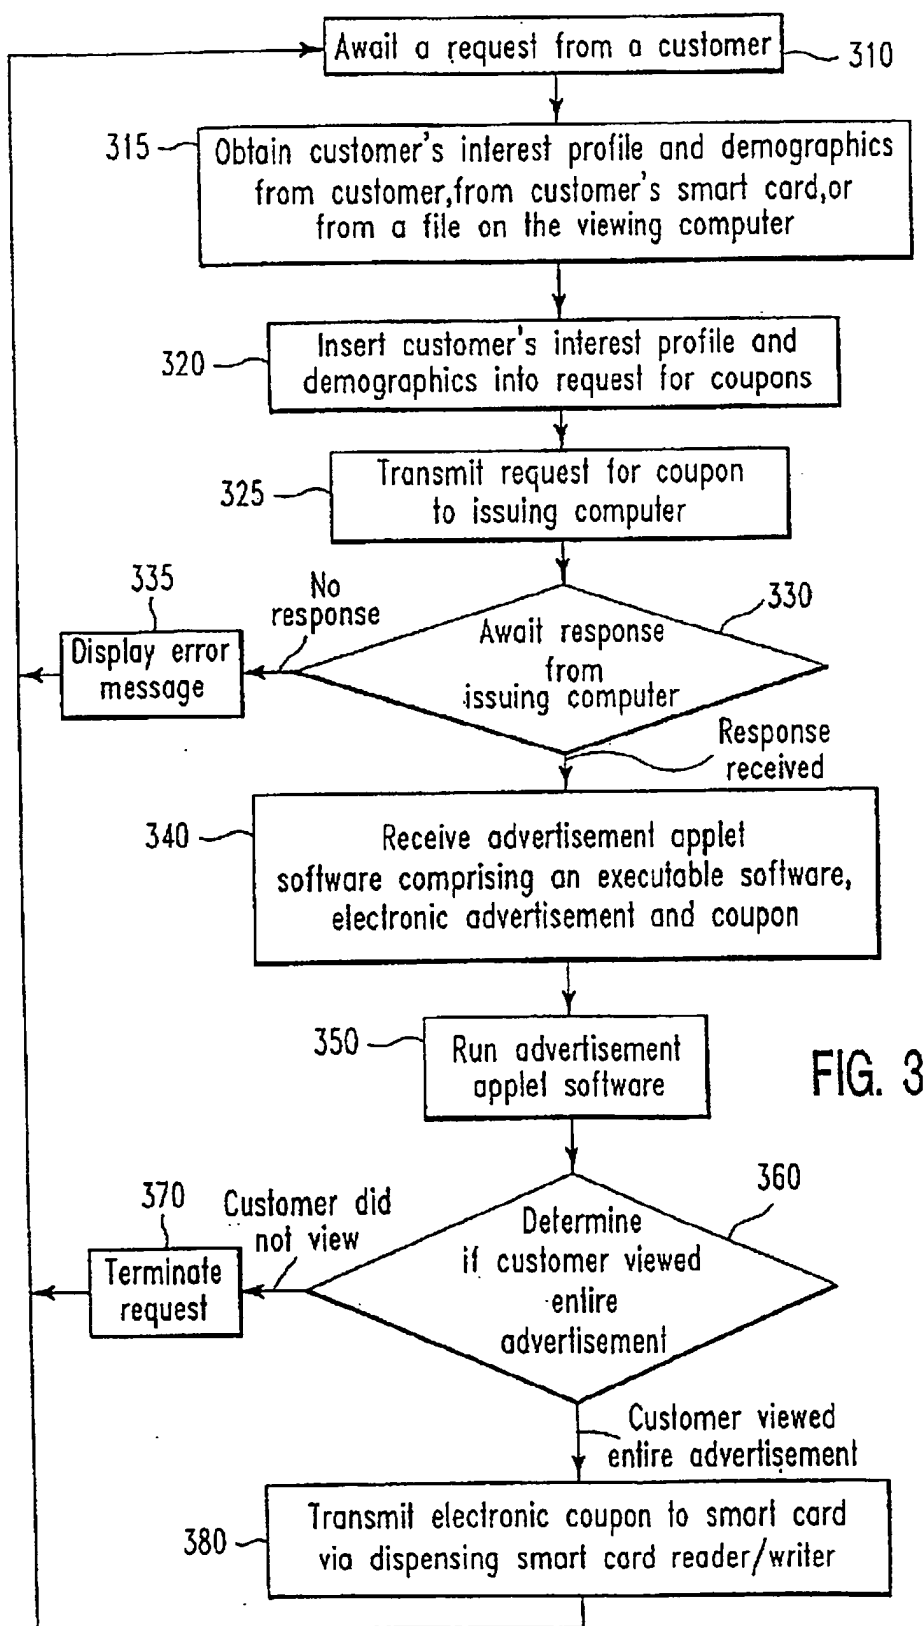 Await a request from a customer
310
315
Obtain customer's interest profile and demographics
from customer,from customer's smart card,or
from a file on the viewing computer
320
Insert customer's interest profile and
demographics into request for coupons
325
Transmit request for coupon
to issuing computer
335
No
response
330
Display error
message
Await response
from
issuing computer
Response
received
340
Receive advertisement applet
software comprising an executable software,
electronic advertisement and coupon
350
Run advertisement
applet software
FIG. 3
370
Customer did
not view
360
Terminate
request
Determine
if customer viewed
entire
advertisement
Customer viewed
entire advertisement
380
Transmit electronic coupon to smart card
via dispensing smart card reader/writer